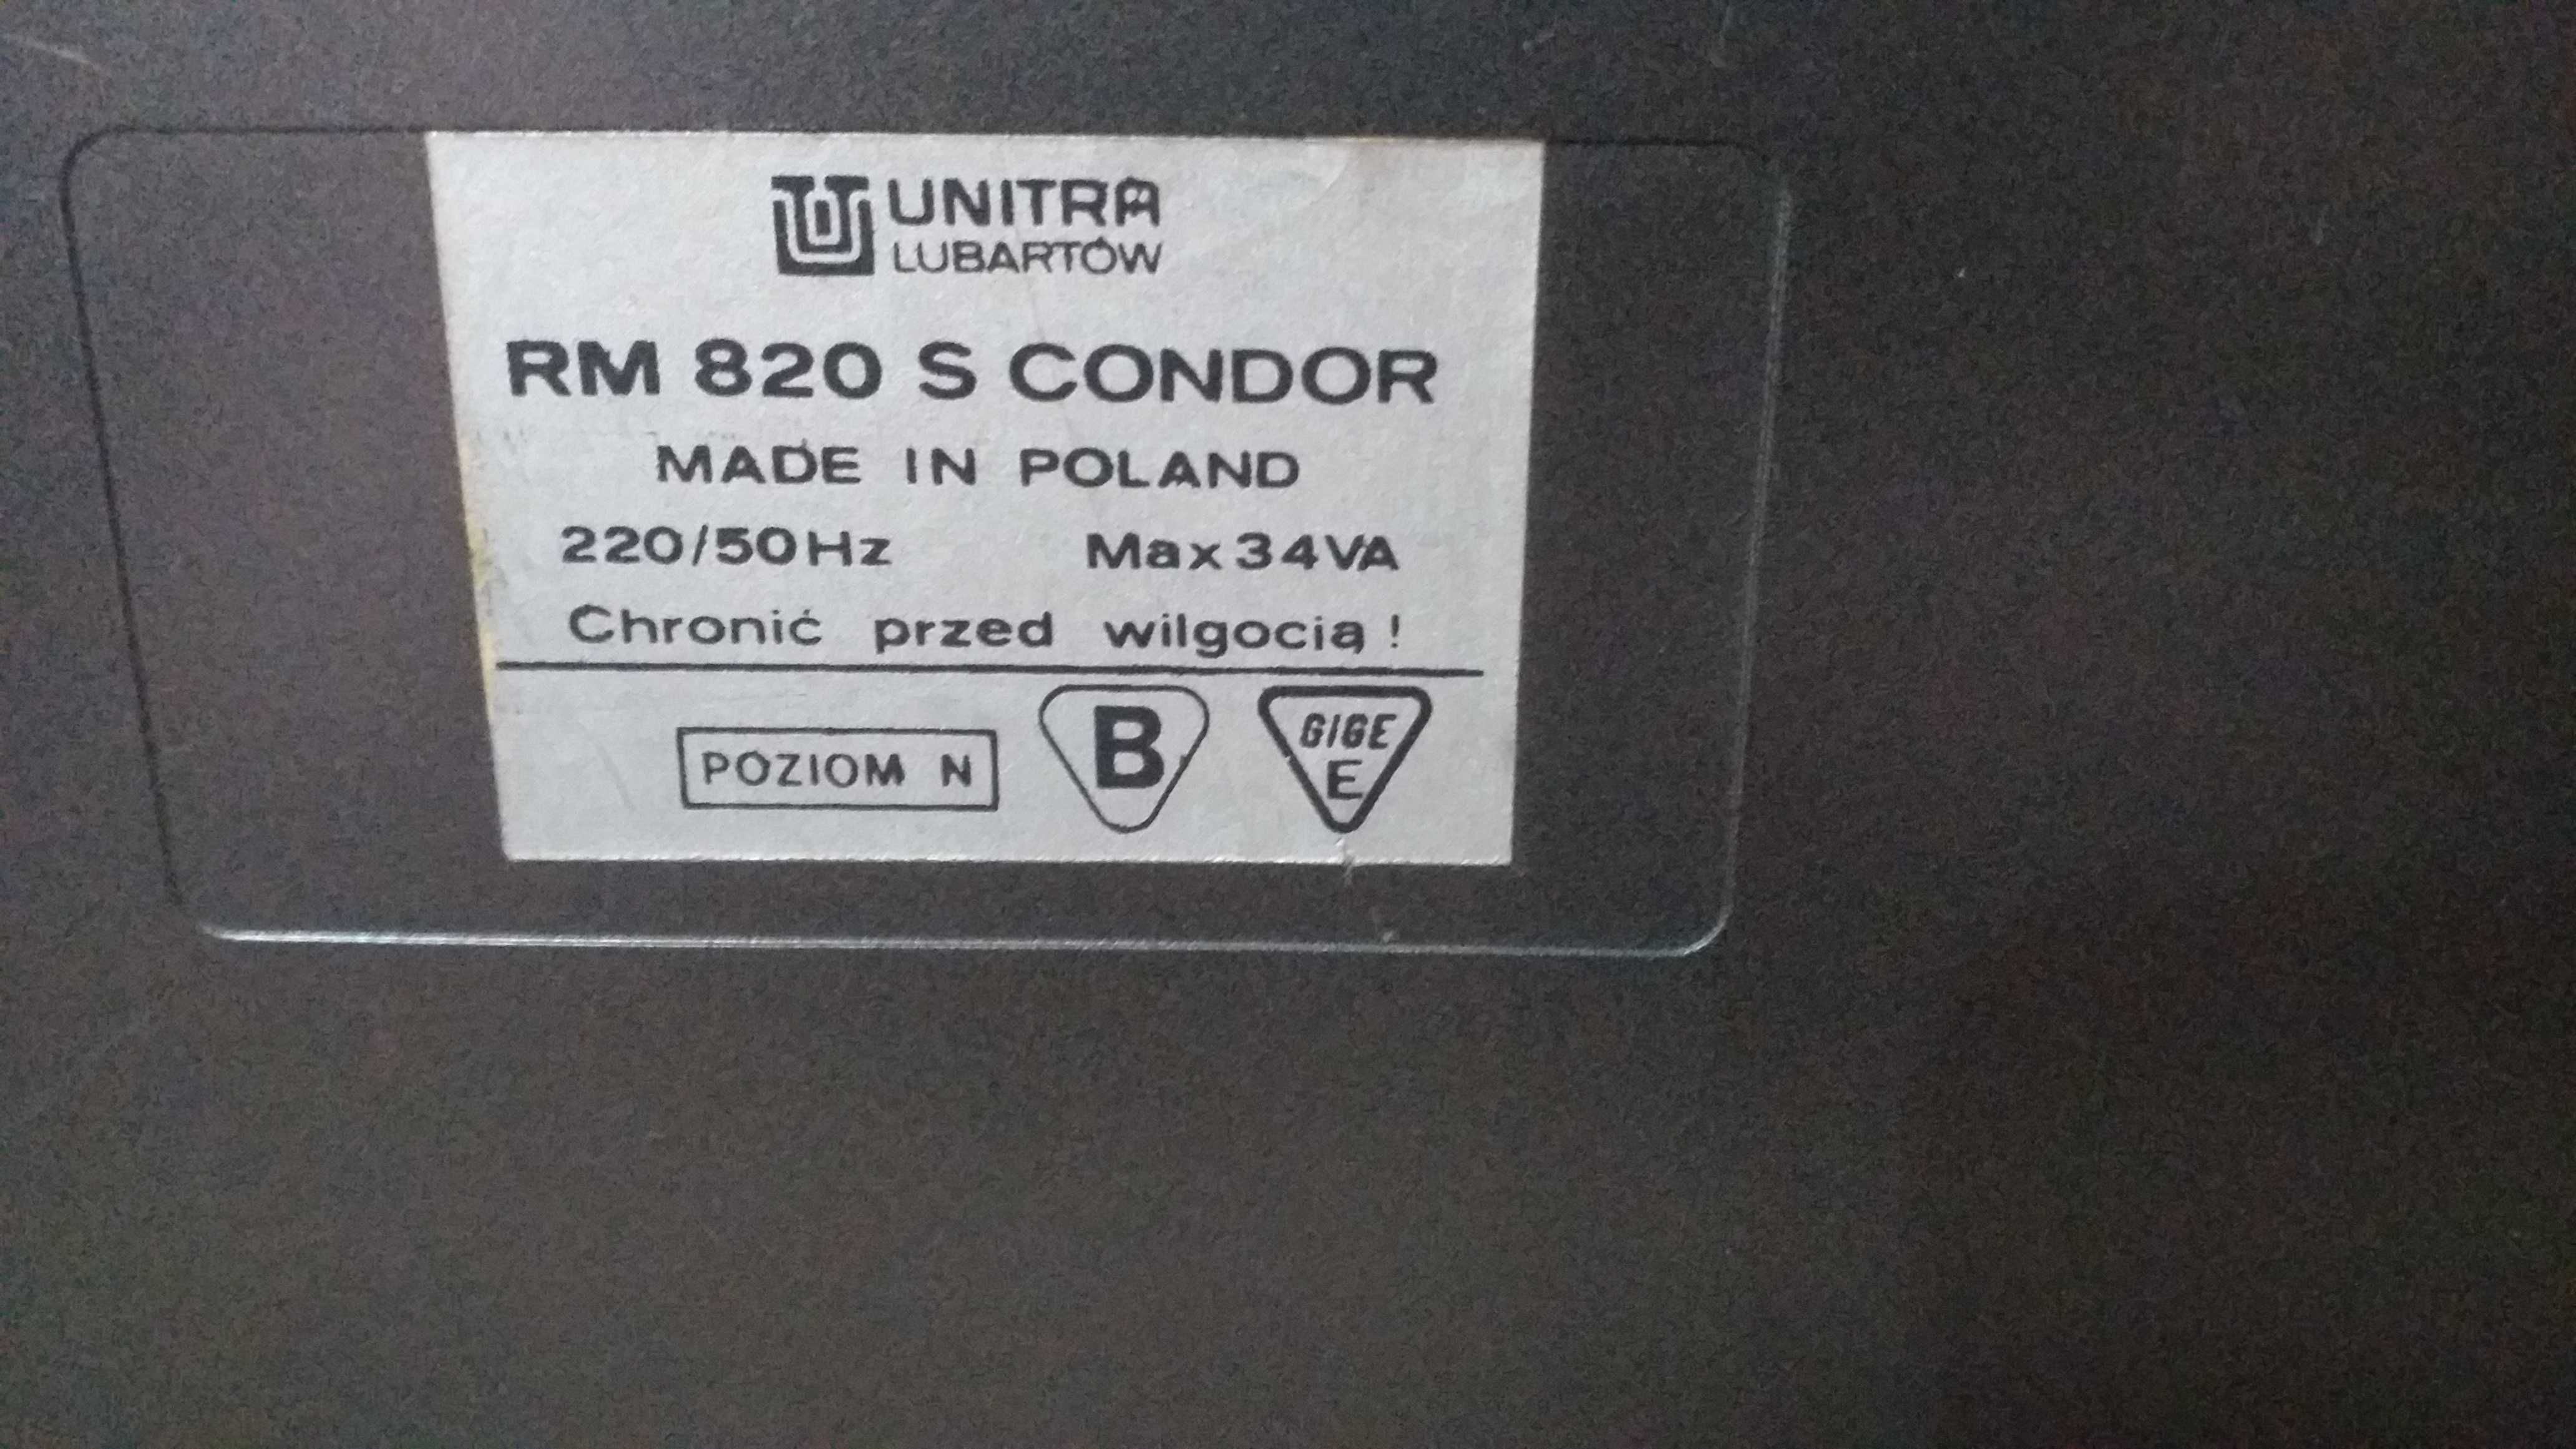 UNITRA
LUBARTÓW
RM 820 S CONDOR
MADE IN POLAND
220/50Hz Max 34VA
Chronić przed wilgocią!
POZIOM N B GIGE
E